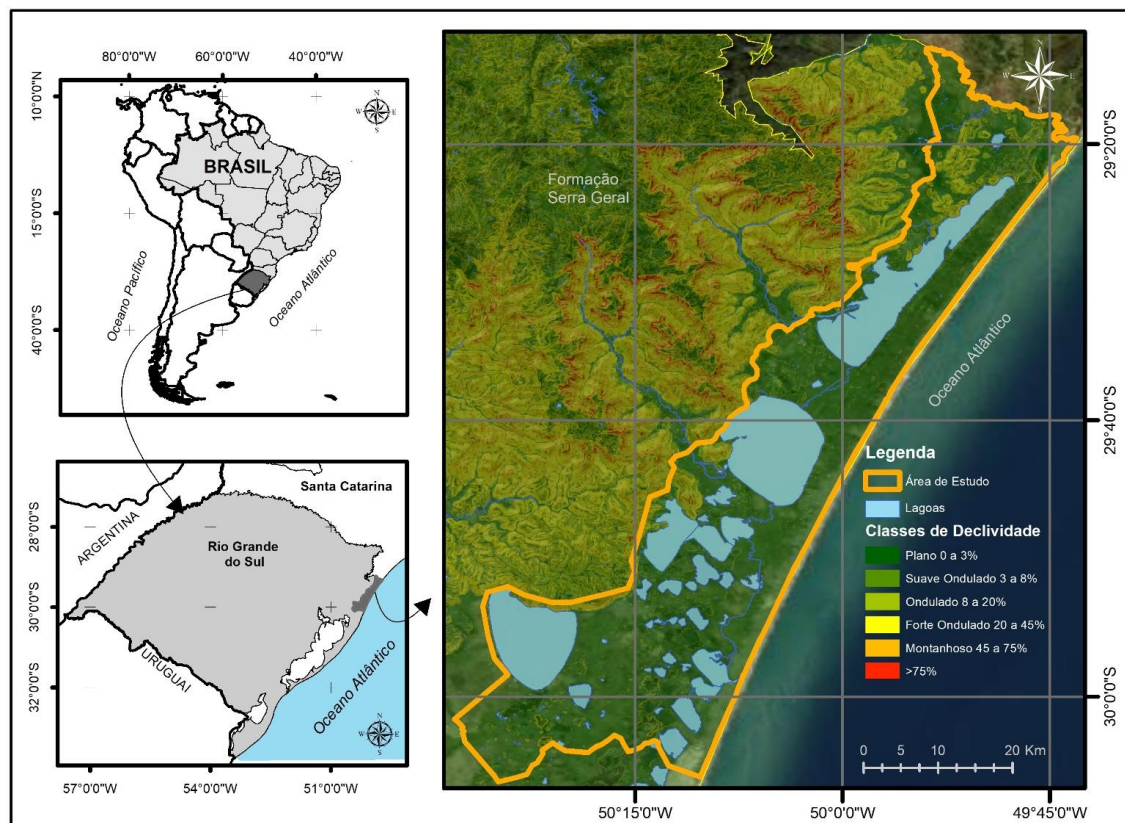 80°0'0"W 60°0'0"W 40°0'0"W
10°0'0"N
15°0'0"S
40°0'0"S
N
W E
S
BRASIL
Oceano Pacífico
Oceano Atlântico
Santa Catarina
ARGENTINA
Rio Grande
do Sul
URUGUAI
Oceano Atlântico
28°0'0"S
30°0'0"S
32°0'0"S
N
W E
S
57°0'0"W 54°0'0"W 51°0'0"W
N
W E
S
Formação
Serra Geral
Oceano Atlântico
29°20'0"S
29°40'0"S
30°0'0"S
Legenda
Área de Estudo
Lagoas
Classes de Declividade
Plano 0 a 3%
Suave Ondulado 3 a 8%
Ondulado 8 a 20%
Forte Ondulado 20 a 45%
Montanhoso 45 a 75%
>75%
0 5 10 20 Km
50°15'0"W 50°0'0"W 49°45'0"W